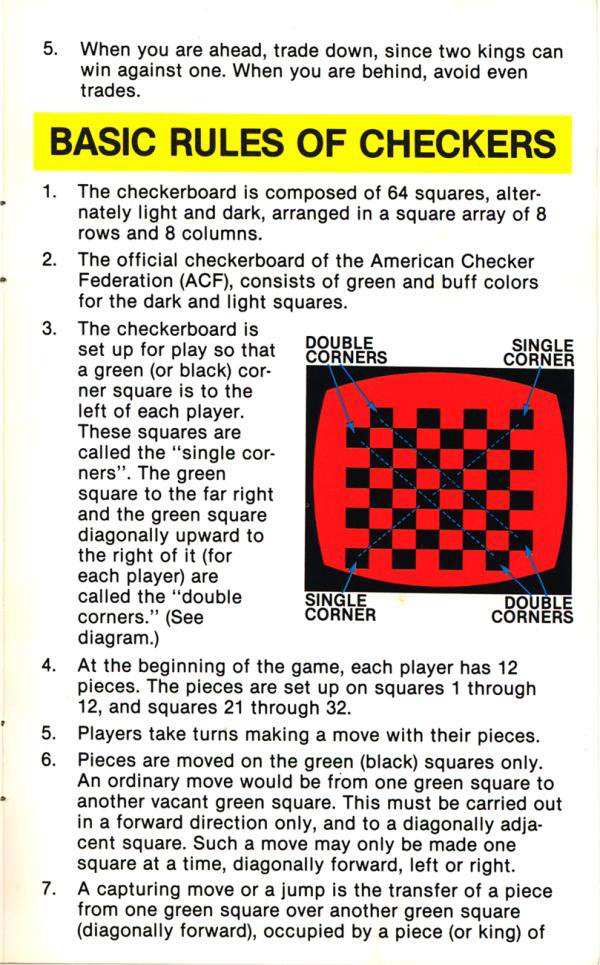 5. When you are ahead, trade down, since two kings can
win against one. When you are behind, avoid even
trades.
BASIC RULES OF CHECKERS
1. The checkerboard is composed of 64 squares, alter-
nately light and dark, arranged in a square array of 8
rows and 8 columns.
2. The official checkerboard of the American Checker
Federation (ACF), consists of green and buff colors
for the dark and light squares.
3. The checkerboard is
set up for play so that
a green (or black) cor-
ner square is to the
left of each player.
These squares are
called the “single cor-
ners”. The green
square to the far right
and the green square
diagonally upward to
the right of it (for
each player) are
called the “double
corners.” (See
diagram.)
DOUBLE
CORNERS
SINGLE
CORNER
SINGLE
CORNER
DOUBLE
CORNERS
4. At the beginning of the game, each player has 12
pieces. The pieces are set up on squares 1 through
12, and squares 21 through 32.
5. Players take turns making a move with their pieces.
6. Pieces are moved on the green (black) squares only.
An ordinary move would be from one green square to
another vacant green square. This must be carried out
in a forward direction only, and to a diagonally adja-
cent square. Such a move may only be made one
square at a time, diagonally forward, left or right.
7. A capturing move or a jump is the transfer of a piece
from one green square over another green square
(diagonally forward), occupied by a piece (or king) of